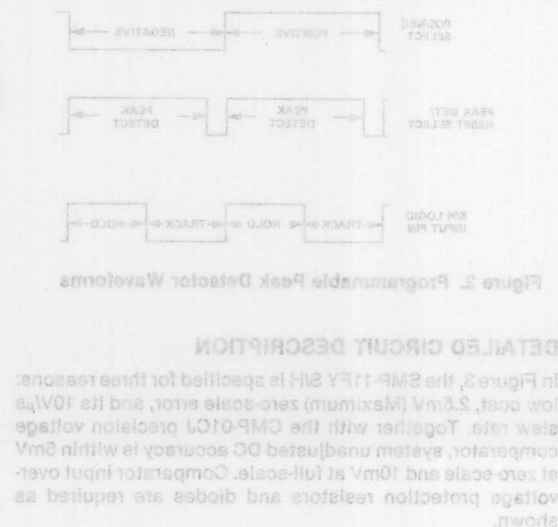 POS/NEG
SELECT
POSITIVE
NEGATIVE
PEAK DET/
RESET SELECT
PEAK
DETECT
PEAK
DETECT
S/H LOGIC
INPUT PIN
TRACK
HOLD
TRACK
HOLD
Figure 2. Programmable Peak Detector Waveforms
DETAILED CIRCUIT DESCRIPTION
In Figure 3, the SMP-11FY S/H is specified for three reasons:
low cost, 2.5mV (Maximum) zero-scale error, and its 10V/µs
slew rate. Together with the CMP-01CJ precision voltage
comparator, system unadjusted DC accuracy is within 5mV
at zero-scale and 10mV at full-scale. Comparator input over-
voltage protection resistors and diodes are required as
shown.